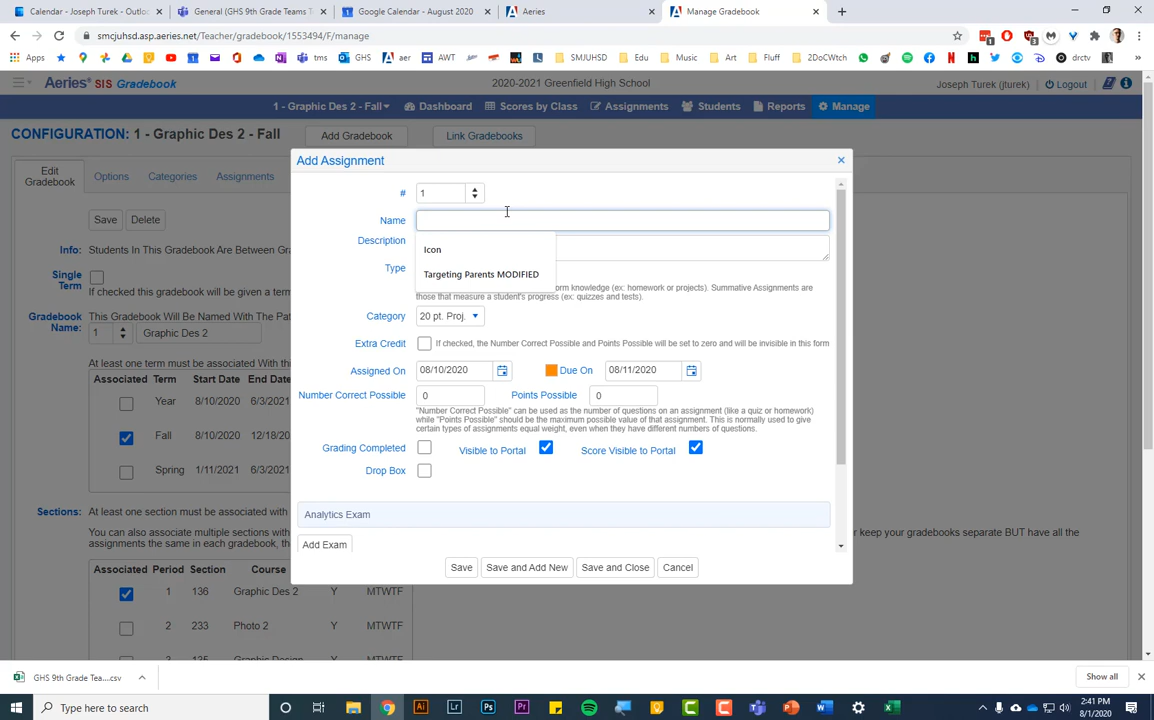 Calendar - Joseph Turek - Outlo
General (GHS 9th Grade Teams T
Google Calendar - August 2020
Aeries
Manage Gradebook
smcjuhsd.asp.aeries.net/Teacher/gradebook/1553494/F/manage
Apps
tms
GHS
aer
AWT
Edu
SMJUHSD
Music
Art
Fluff
2DoCWtch
drctv
Aeries SIS Gradebook
2020-2021 Greenfield High School
Joseph Turek (jturek)
Logout
1 - Graphic Des 2 - Fall
Dashboard
Scores by Class
Assignments
Students
Reports
Manage
CONFIGURATION: 1 - Graphic Des 2 - Fall
Add Gradebook
Link Gradebooks
Edit Gradebook
Options
Categories
Assignments
Save
Delete
Info: Students In This Gradebook Are Between Gr
Single Term
If checked this gradebook will be given a term
Gradebook Name:
This Gradebook Will Be Named With The Pat
1
Graphic Des 2
At least one term must be associated With thi
Associated Term Start Date End Da
Year 8/10/2020 6/3/2021
Fall 8/10/2020 12/18/20
Spring 1/11/2021 6/3/2021
Sections: At least one section must be associated with
You can also associate multiple sections with
r keep your gradebooks separate BUT have all the
assignments the same in each gradebook, th
Associated Period Section Course
1 136 Graphic Des 2 Y MTWTF
2 233 Photo 2 Y MTWTF
3 125 Graphic Design Y MTWTF
Add Assignment
# 1
Name
Icon
Targeting Parents MODIFIED
Description
Type
orm knowledge (ex: homework or projects). Summative Assignments are
those that measure a student's progress (ex: quizzes and tests).
Category 20 pt. Proj.
Extra Credit If checked, the Number Correct Possible and Points Possible will be set to zero and will be invisible in this form
Assigned On 08/10/2020 Due On 08/11/2020
Number Correct Possible 0 Points Possible 0
"Number Correct Possible" can be used as the number of questions on an assignment (like a quiz or homework)
while "Points Possible" should be the maximum possible value of that assignment. This is normally used to give
certain types of assignments equal weight, even when they have different numbers of questions.
Grading Completed Visible to Portal Score Visible to Portal
Drop Box
Analytics Exam
Add Exam
Save
Save and Add New
Save and Close
Cancel
GHS 9th Grade Tea....csv
Show all
Type here to search
2:41 PM
8/1/2020